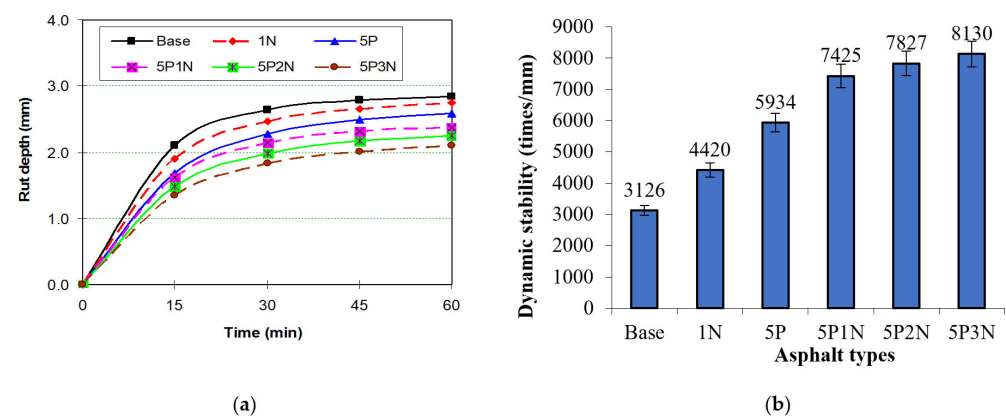 4.0
3.0
2.0
1.0
0.0
Rut depth (mm)
Base 1N 5P
5P1N 5P2N 5P3N
0 15 30 45 60
Time (min)
(a)
9000
8000
7000
6000
5000
4000
3000
2000
1000
0
Dynamic stability (times/mm)
3126
4420
5934
7425
7827
8130
Base 1N 5P 5P1N 5P2N 5P3N
Asphalt types
(b)